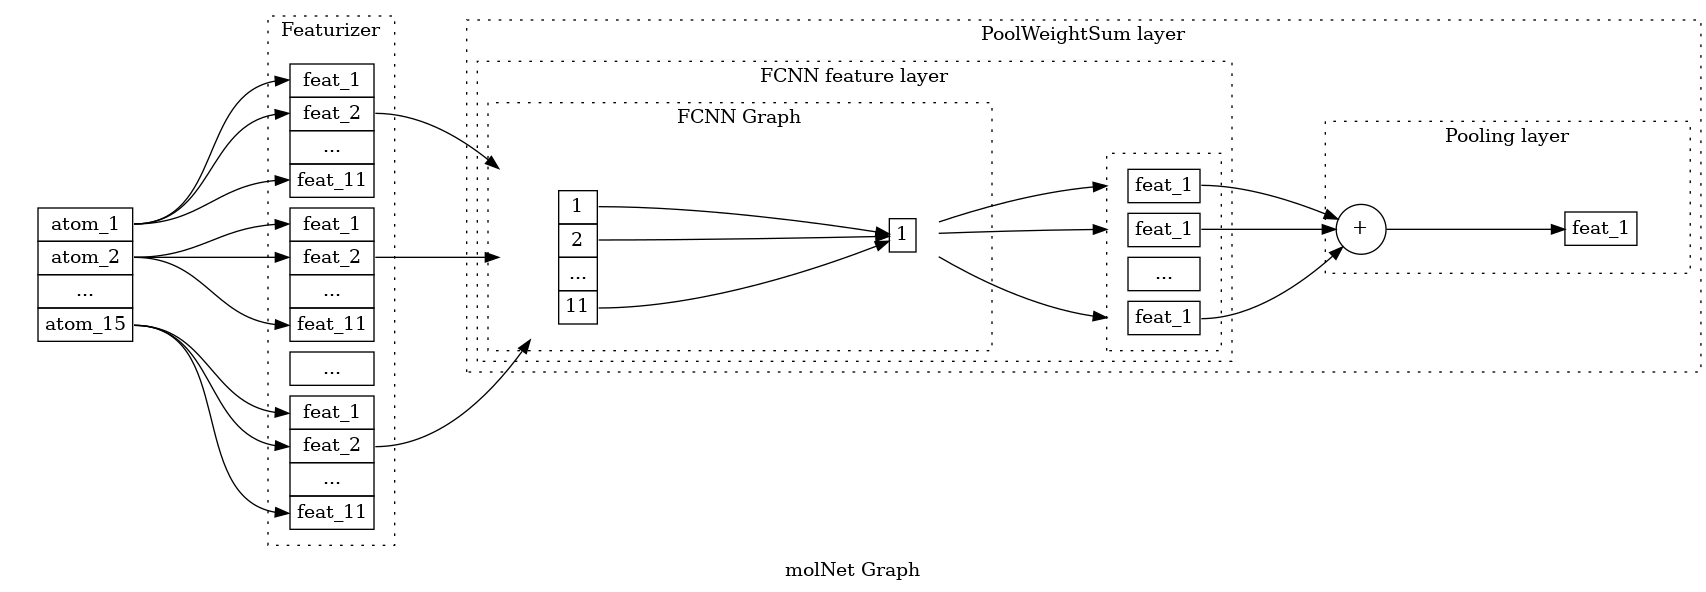 Featurizer
PoolWeightSum layer
FCNN feature layer
FCNN Graph
Pooling layer
atom_1
atom_2
...
atom_15
feat_1
feat_2
...
feat_11
feat_1
feat_2
...
feat_11
...
feat_1
feat_2
...
feat_11
1
2
...
11
1
feat_1
feat_1
...
feat_1
+
feat_1
molNet Graph